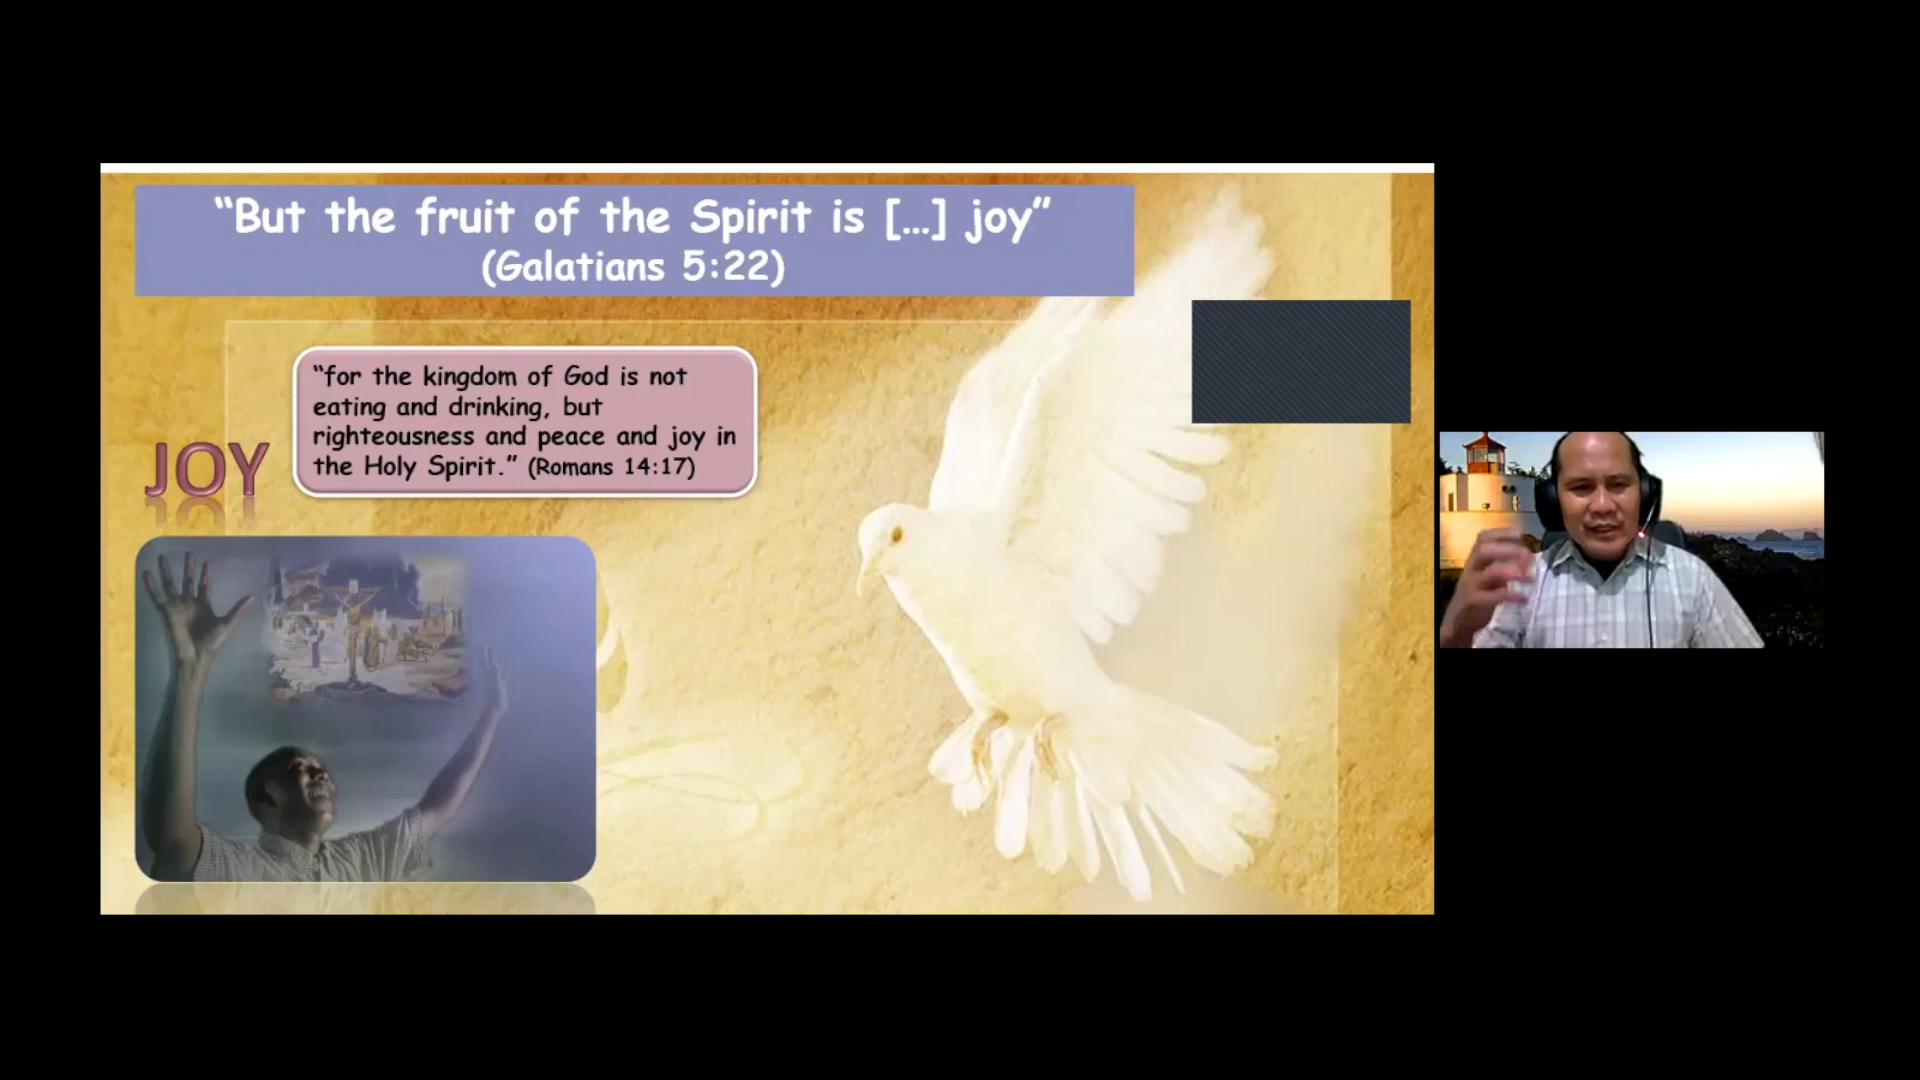 “But the fruit of the Spirit is [...] joy”
(Galatians 5:22)
“for the kingdom of God is not
eating and drinking, but
righteousness and peace and joy in
the Holy Spirit.” (Romans 14:17)
JOY